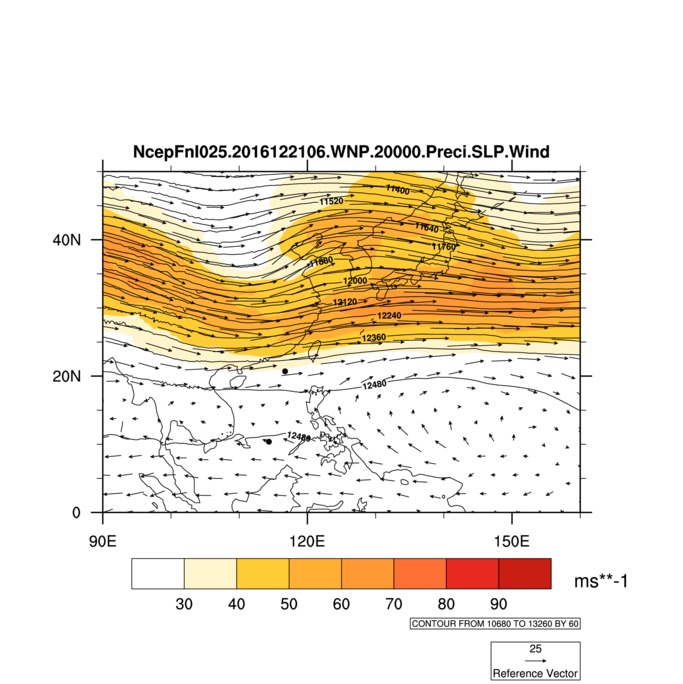 NcepFnl025.2016122106.WNP.20000.Preci.SLP.Wind
11400
11520
11640
11760
11880
40N
12000
12120
12240
12360
20N
12480
12480
0
90E 120E 150E
ms**-1
30 40 50 60 70 80 90
CONTOUR FROM 10680 TO 13260 BY 60
25
Reference Vector